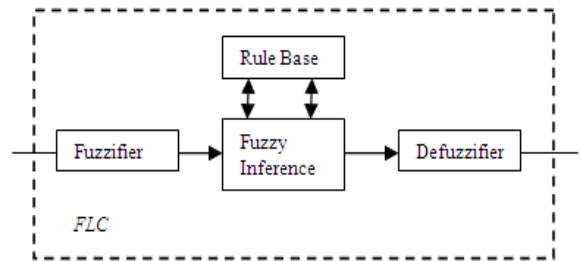 Rule Base
Fuzzifier
Fuzzy
Inference
Defuzzifier
FLC